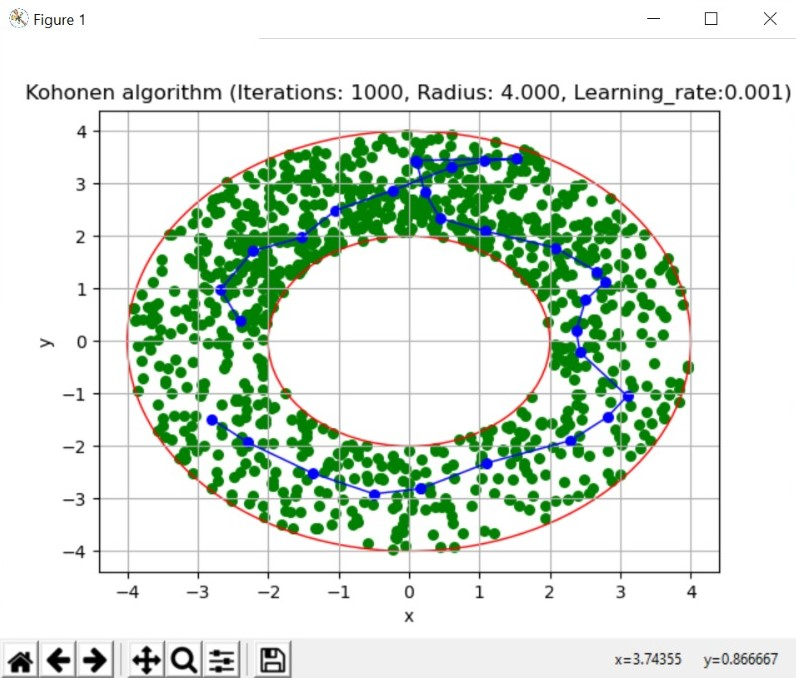 Figure 1
Kohonen algorithm (Iterations: 1000, Radius: 4.000, Learning_rate:0.001)
4
3
2
1
0
−1
−2
−3
−4
y
−4 −3 −2 −1 0 1 2 3 4
x
x=3.74355 y=0.866667